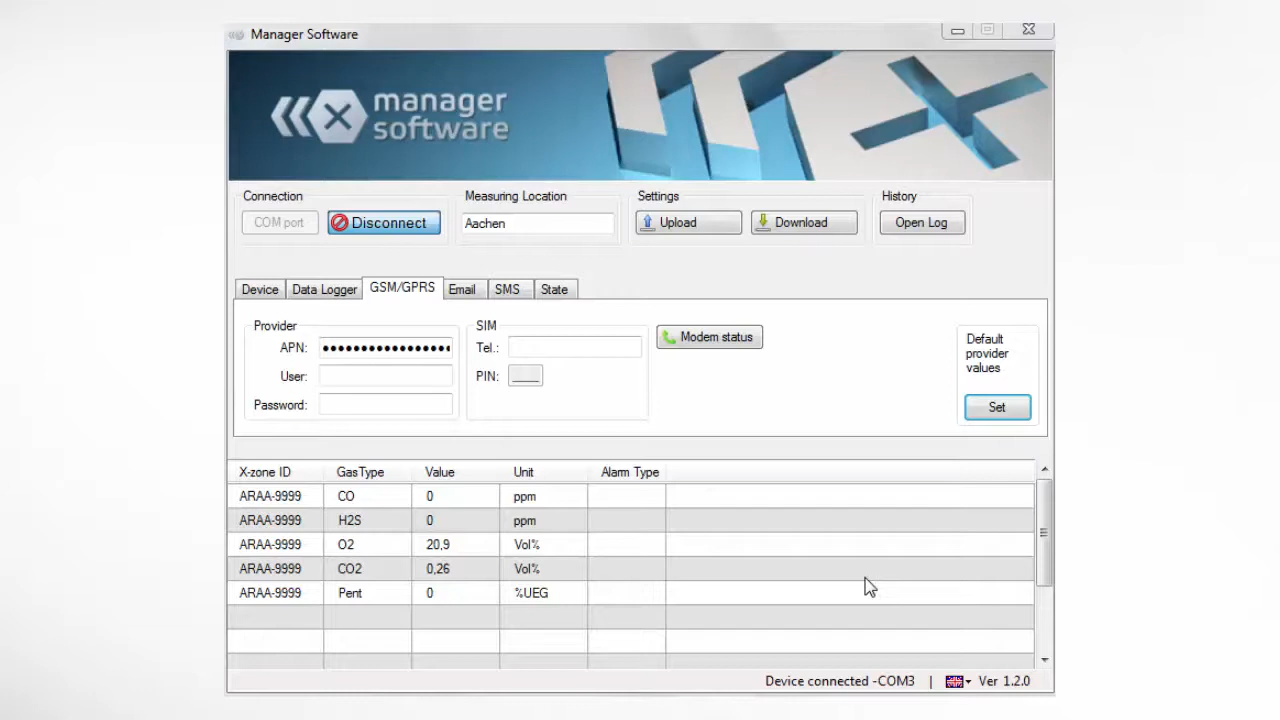 Manager Software
manager
software
Connection
Measuring Location
Settings
History
COM port
Disconnect
Aachen
Upload
Download
Open Log
Device
Data Logger
GSM/GPRS
Email
SMS
State
Provider
APN: ●●●●●●●●●●●●●●●●●
User:
Password:
SIM
Tel.:
PIN: ____
Modem status
Default
provider
values
Set
X-zone ID GasType Value Unit Alarm Type
ARAA-9999 CO 0 ppm
ARAA-9999 H2S 0 ppm
ARAA-9999 O2 20,9 Vol%
ARAA-9999 CO2 0,26 Vol%
ARAA-9999 Pent 0 %UEG
Device connected -COM3 | Ver 1.2.0